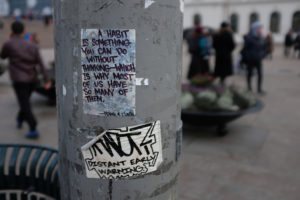 A HABIT
IS SOMETHING
YOU CAN DO
WITHOUT
THINKING-WHICH
IS WHY MOST
OF US HAVE
SO MANY OF
THEM.
DISTANT EARLY
WARNING